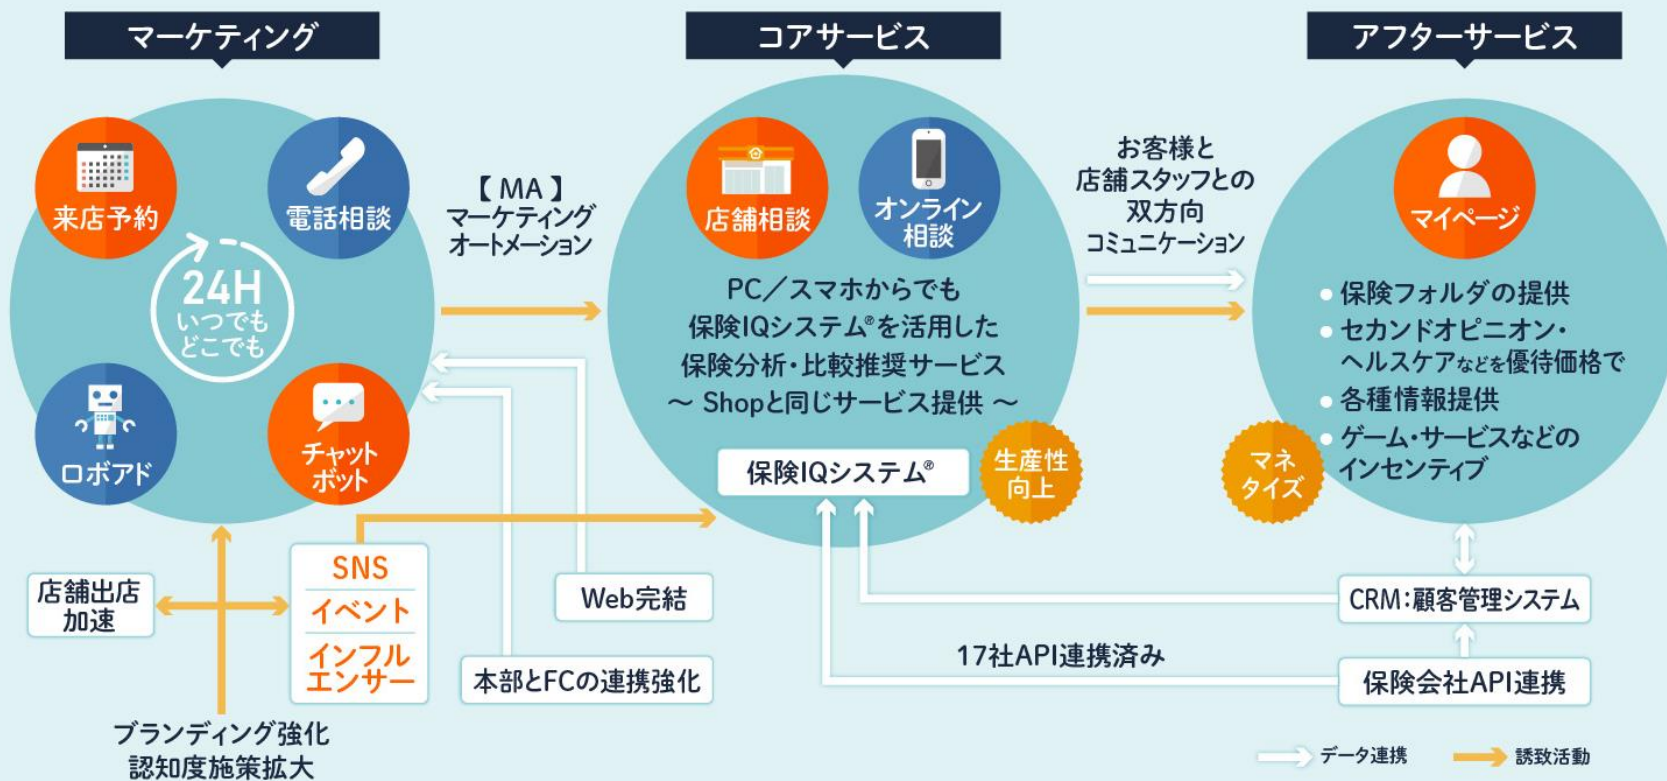 マーケティング
コアサービス
アフターサービス
来店予約
電話相談
24H
いつでも
どこでも
ロボアド
チャット
ボット
【 MA 】
マーケティング
オートメーション
店舗相談
オンライン
相談
PC／スマホからでも
保険IQシステム®を活用した
保険分析・比較推奨サービス
～ Shopと同じサービス提供 ～
保険IQシステム®
生産性
向上
お客様と
店舗スタッフとの
双方向
コミュニケーション
マイページ
● 保険フォルダの提供
● セカンドオピニオン・
ヘルスケアなどを優待価格で
● 各種情報提供
● ゲーム・サービスなどの
インセンティブ
マネ
タイズ
店舗出店
加速
SNS
イベント
インフル
エンサー
Web完結
本部とFCの連携強化
CRM：顧客管理システム
17社API連携済み
保険会社API連携
ブランディング強化
認知度施策拡大
データ連携
誘致活動